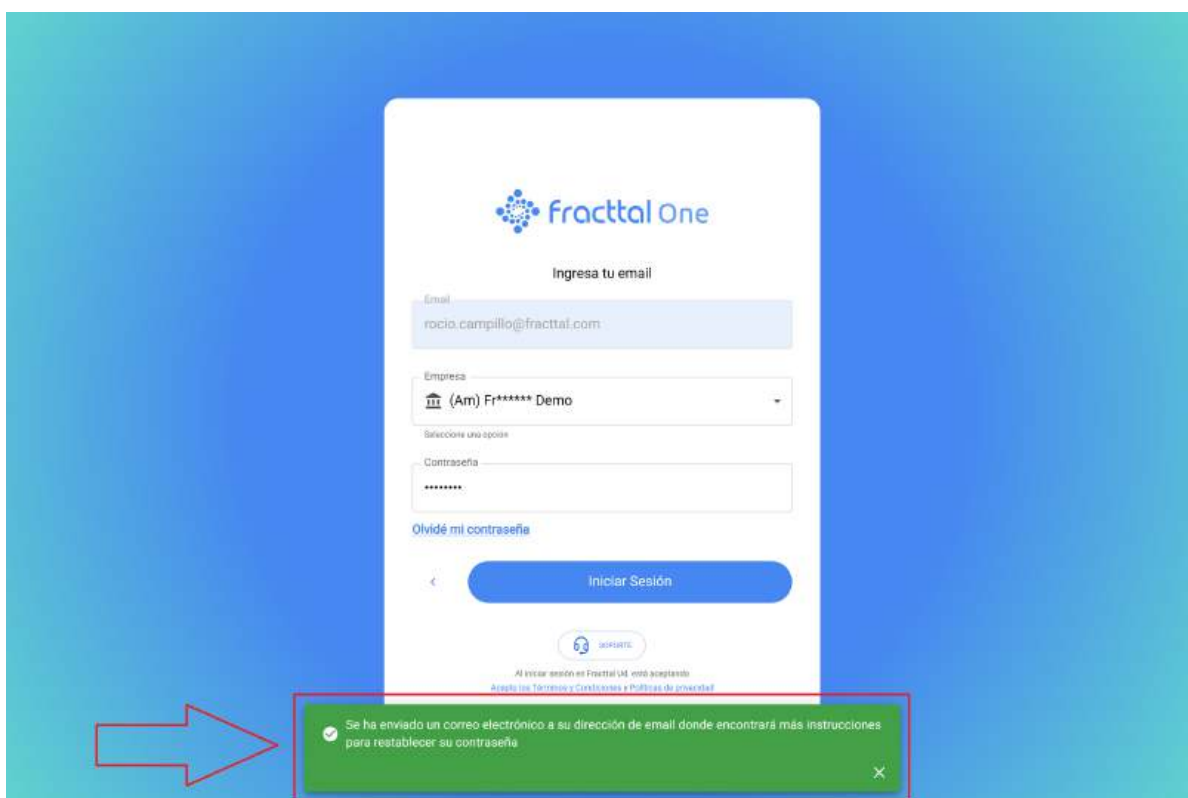 fracttal One
Ingresa tu email
Email
rocio.campillo@fracttal.com
Empresa
(Am) Fr****** Demo
Seleccione una opción
Contraseña
••••••••
Olvidé mi contraseña
Iniciar Sesión
SOPORTE
Al iniciar sesión en Fracttal Ud. está aceptando
Acepto los Términos y Condiciones y Políticas de privacidad
Se ha enviado un correo electrónico a su dirección de email donde encontrará más instrucciones
para restablecer su contraseña